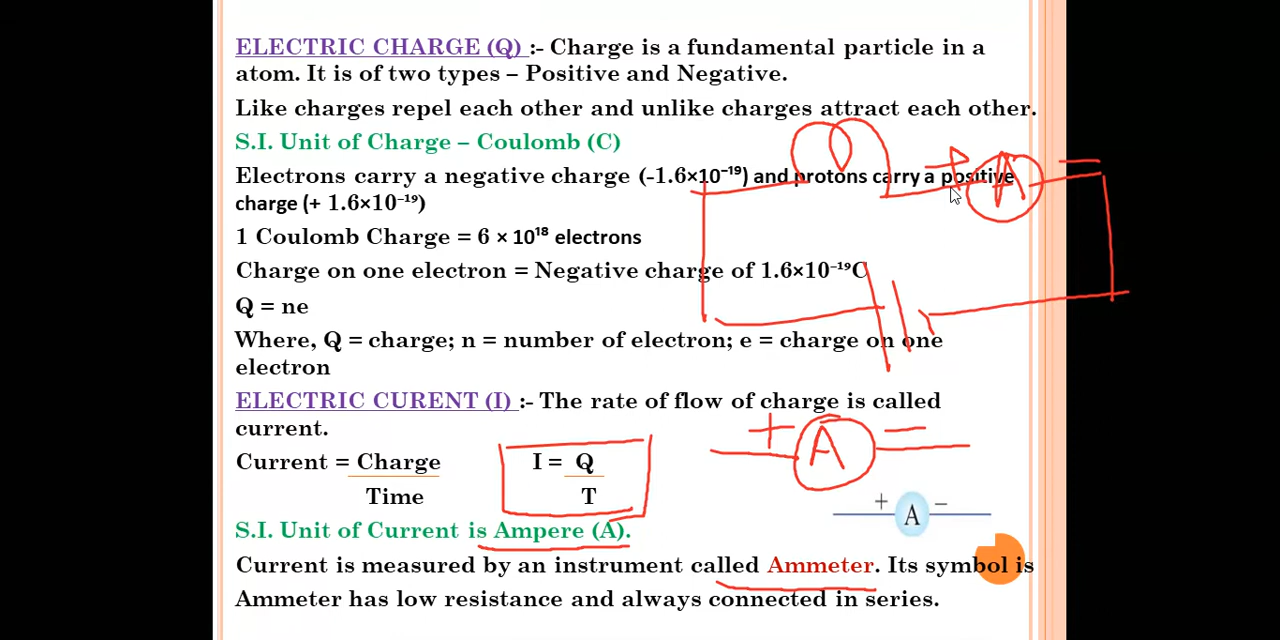 ELECTRIC CHARGE (Q) :- Charge is a fundamental particle in a
atom. It is of two types – Positive and Negative.
Like charges repel each other and unlike charges attract each other.
S.I. Unit of Charge – Coulomb (C)
Electrons carry a negative charge (-1.6×10⁻¹⁹) and protons carry a positive
charge (+ 1.6×10⁻¹⁹)
+ A −
1 Coulomb Charge = 6 × 10¹⁸ electrons
Charge on one electron = Negative charge of 1.6×10⁻¹⁹C
Q = ne
Where, Q = charge; n = number of electron; e = charge on one
electron
ELECTRIC CURENT (I) :- The rate of flow of charge is called
current.
+ A −
Current = Charge I = Q
Time T
+ A −
S.I. Unit of Current is Ampere (A).
Current is measured by an instrument called Ammeter. Its symbol is
Ammeter has low resistance and always connected in series.